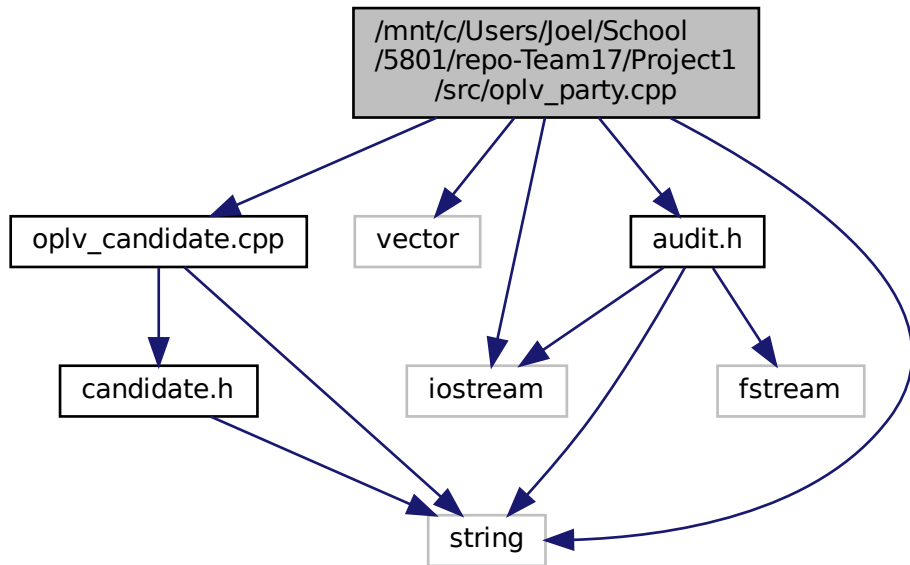 /mnt/c/Users/Joel/School
/5801/repo-Team17/Project1
/src/oplv_party.cpp
oplv_candidate.cpp
vector
audit.h
candidate.h
iostream
fstream
string